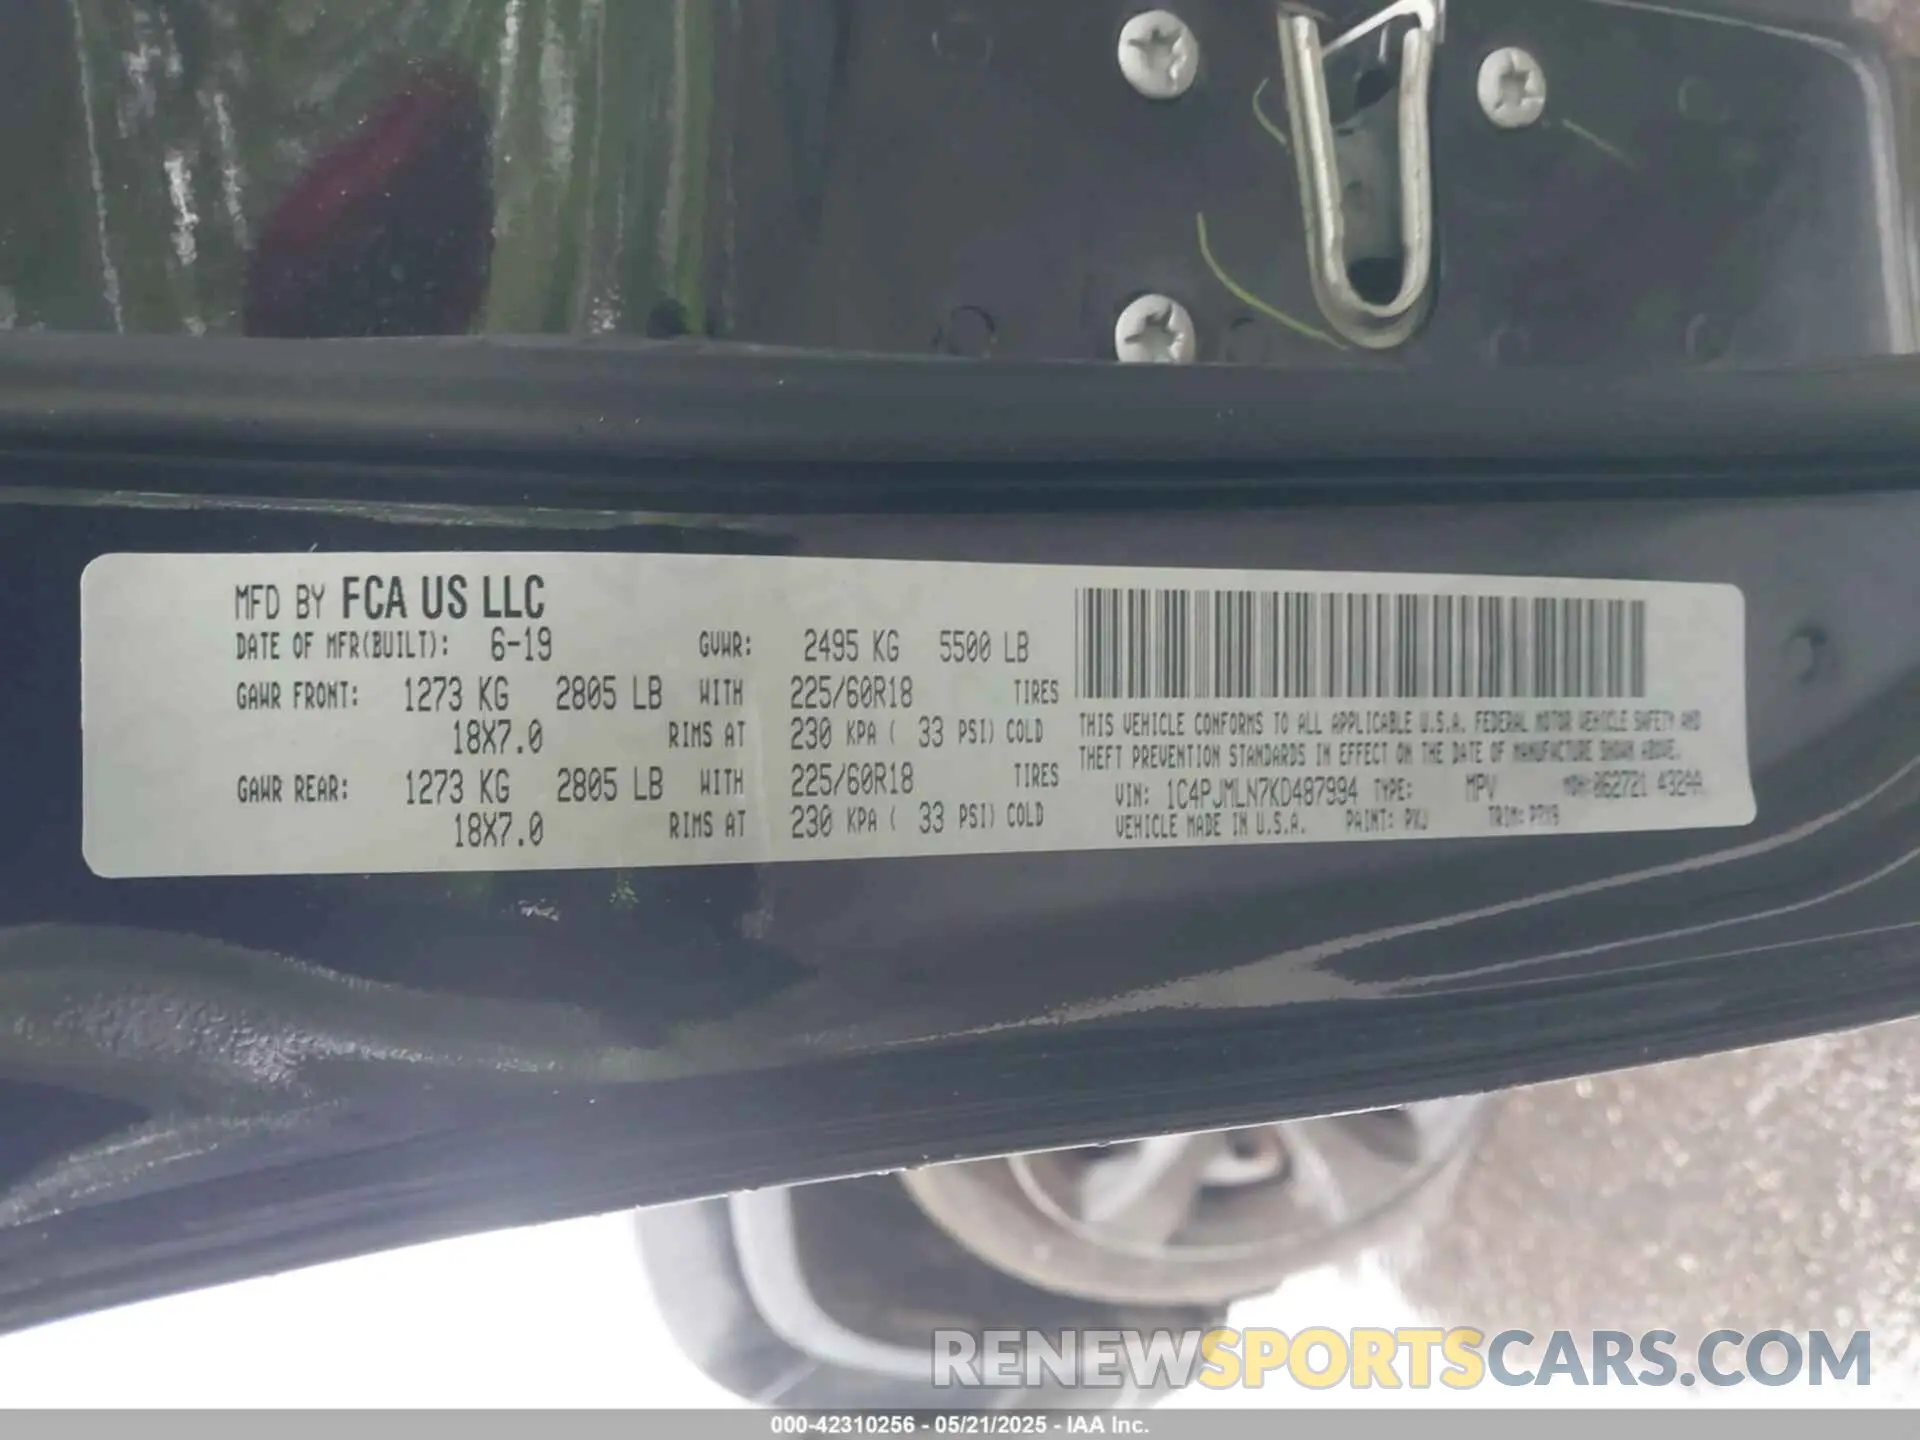 MFD BY FCA US LLC
DATE OF MFR(BUILT): 6-19 GVWR: 2495 KG 5500 LB
GAWR FRONT: 1273 KG 2805 LB WITH 225/60R18 TIRES
18X7.0 RIMS AT 230 KPA ( 33 PSI) COLD
GAWR REAR: 1273 KG 2805 LB WITH 225/60R18 TIRES
18X7.0 RIMS AT 230 KPA ( 33 PSI) COLD
THIS VEHICLE CONFORMS TO ALL APPLICABLE U.S.A. FEDERAL MOTOR VEHICLE SAFETY AND
THEFT PREVENTION STANDARDS IN EFFECT ON THE DATE OF MANUFACTURE SHOWN ABOVE.
VIN: 1C4PJMLN7KD487994 TYPE: MPV MDH: 062721 432AA
VEHICLE MADE IN U.S.A. PAINT: PXJ TRIM:
RENEWSPORTSCARS.COM
000-42310256 - 05/21/2025 - IAA Inc.